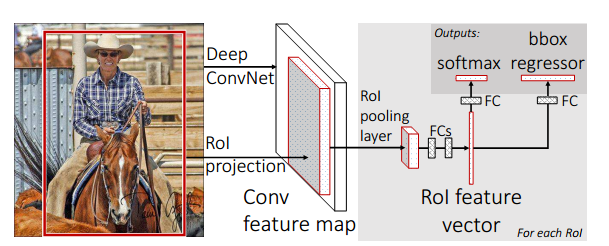 Deep
ConvNet
RoI
projection
Conv
feature map
RoI
pooling
layer
FCs
Outputs:
softmax
FC
bbox
regressor
FC
RoI feature
vector
For each RoI